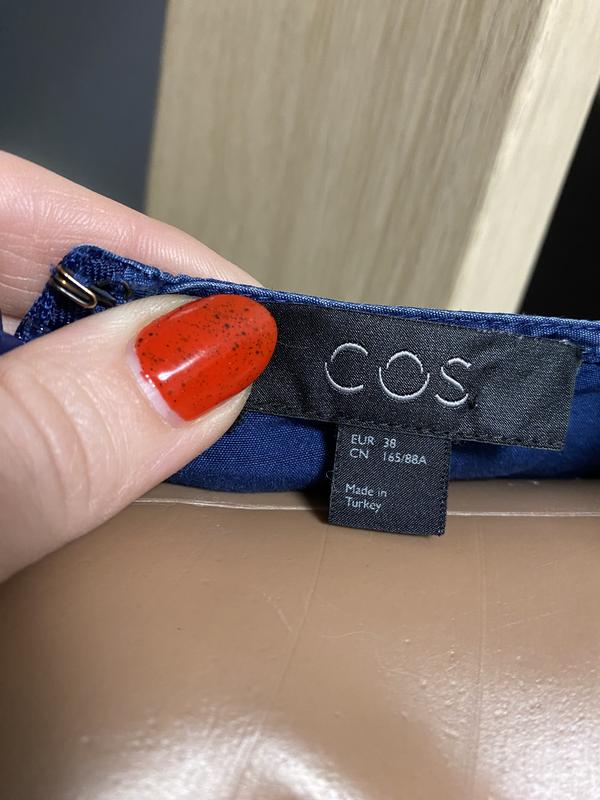 COS
EUR 38
CN 165/88A
Made in
Turkey